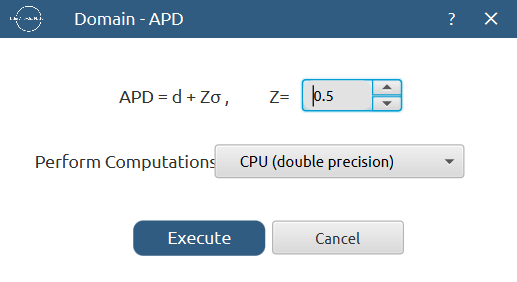 Domain - APD
?
APD = d + Zσ , Z= 0.5
Perform Computations CPU (double precision)
Execute Cancel